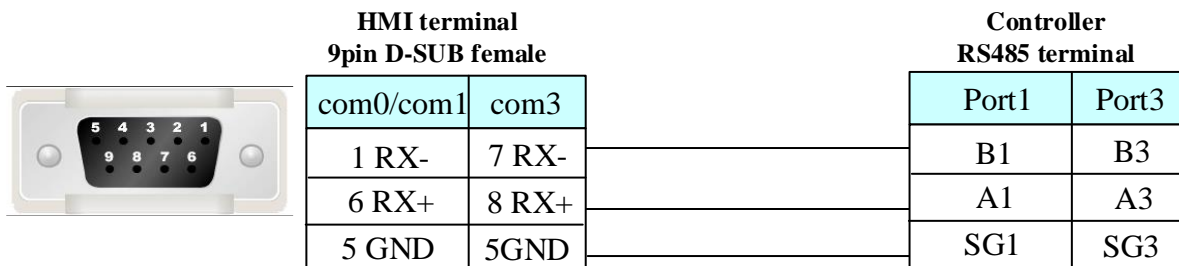 HMI terminal
9pin D-SUB female
Controller
RS485 terminal
5 4 3 2 1
9 8 7 6
com0/com1 com3
1 RX- 7 RX-
6 RX+ 8 RX+
5 GND 5GND
Port1 Port3
B1 B3
A1 A3
SG1 SG3